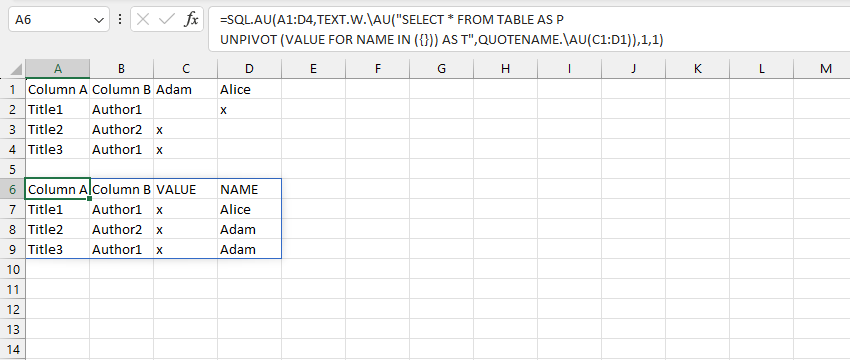 A6 fx =SQL.AU(A1:D4,TEXT.W.\AU("SELECT * FROM TABLE AS P
UNPIVOT (VALUE FOR NAME IN ({})) AS T",QUOTENAME.\AU(C1:D1)),1,1)
A B C D E F G H I J K L M
1 Column A Column B Adam Alice
2 Title1 Author1 x
3 Title2 Author2 x
4 Title3 Author1 x
5
6 Column A Column B VALUE NAME
7 Title1 Author1 x Alice
8 Title2 Author2 x Adam
9 Title3 Author1 x Adam
10
11
12
13
14